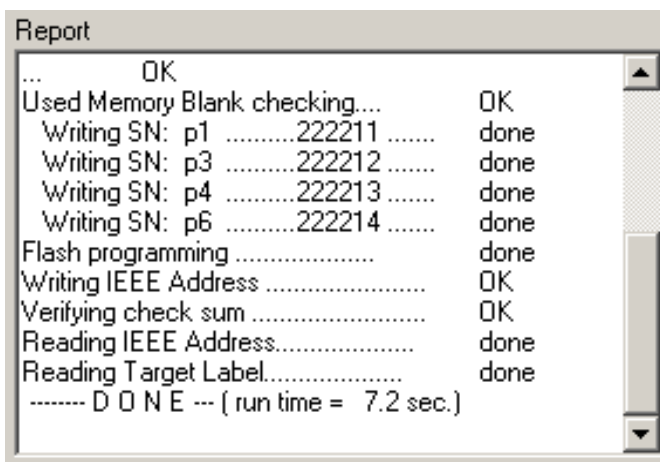 Report
... OK
Used Memory Blank checking.... OK
Writing SN: p1 ..........222211 ....... done
Writing SN: p3 ..........222212 ....... done
Writing SN: p4 ..........222213 ....... done
Writing SN: p6 ..........222214 ....... done
Flash programming .................... done
Writing IEEE Address ....................... OK
Verifying check sum ......................... OK
Reading IEEE Address.................... done
Reading Target Label.................... done
-------- D O N E --- ( run time = 7.2 sec.)